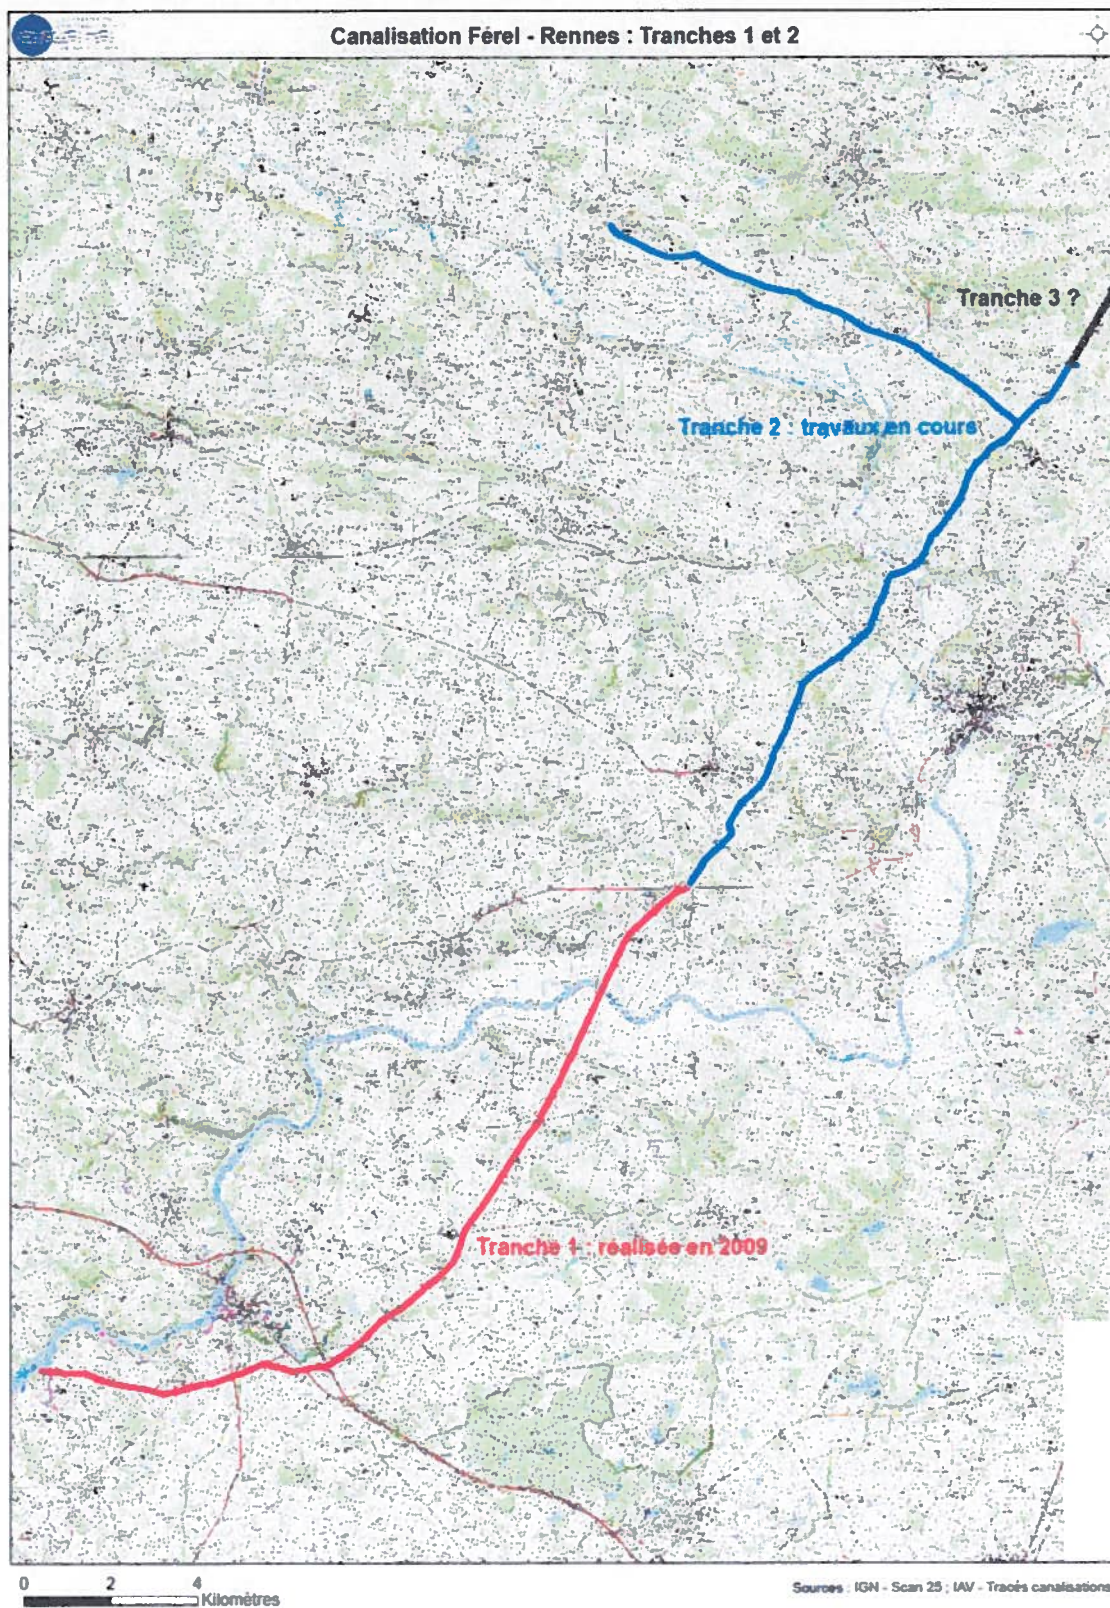 Canalisation Férel - Rennes : Tranches 1 et 2
Tranche 3 ?
Tranche 2 : travaux en cours
Tranche 1 : réalisée en 2009
0 2 4
Kilomètres
Sources : IGN - Scan 25 ; IAV - Tracés canalisations